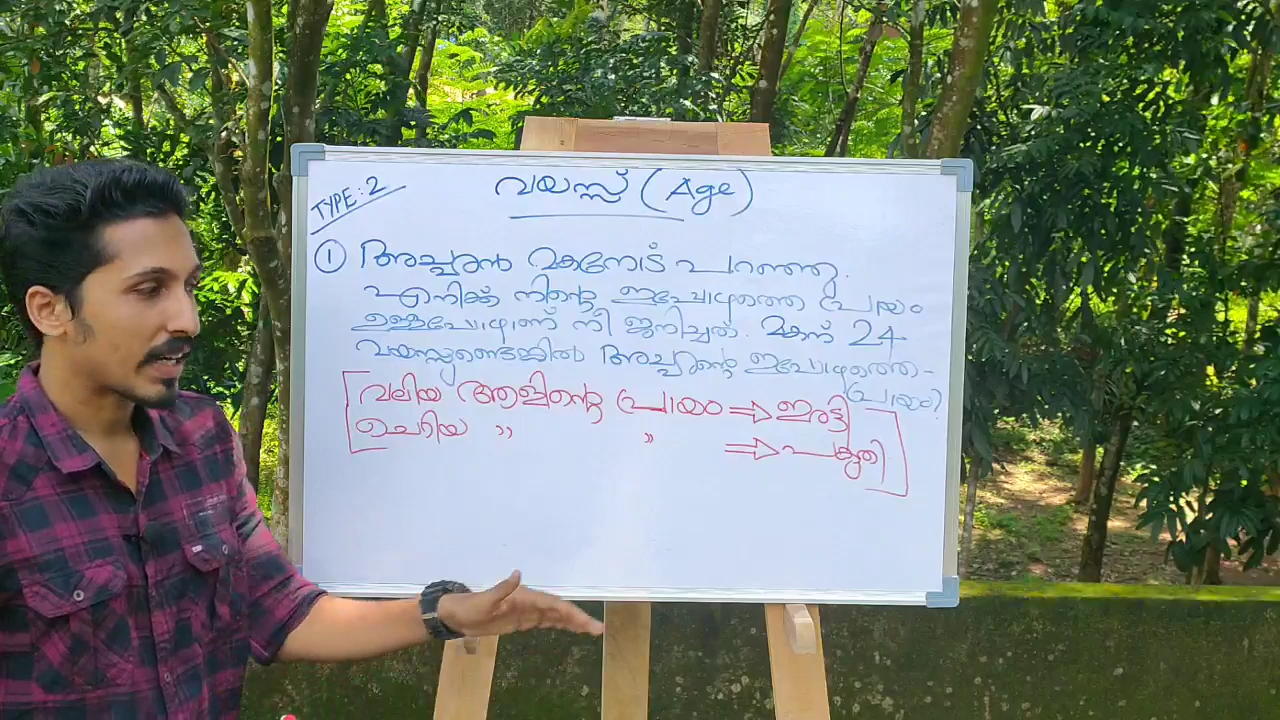 TYPE: 2
വയസ്സ് (Age)
① അച്ഛൻ മകനോട് പറഞ്ഞു.
എനിക്ക് നിന്റെ ഇപ്പോഴത്തെ പ്രായം
ഉള്ളപ്പോഴാണ് നീ ജനിച്ചത്. മകന് 24
വയസ്സുണ്ടെങ്കിൽ അച്ഛന്റെ ഇപ്പോഴത്തെ-
പ്രായം?
വലിയ ആളിന്റെ പ്രായം ⇒ ഇരട്ടി
ചെറിയ " " ⇒ പകുതി